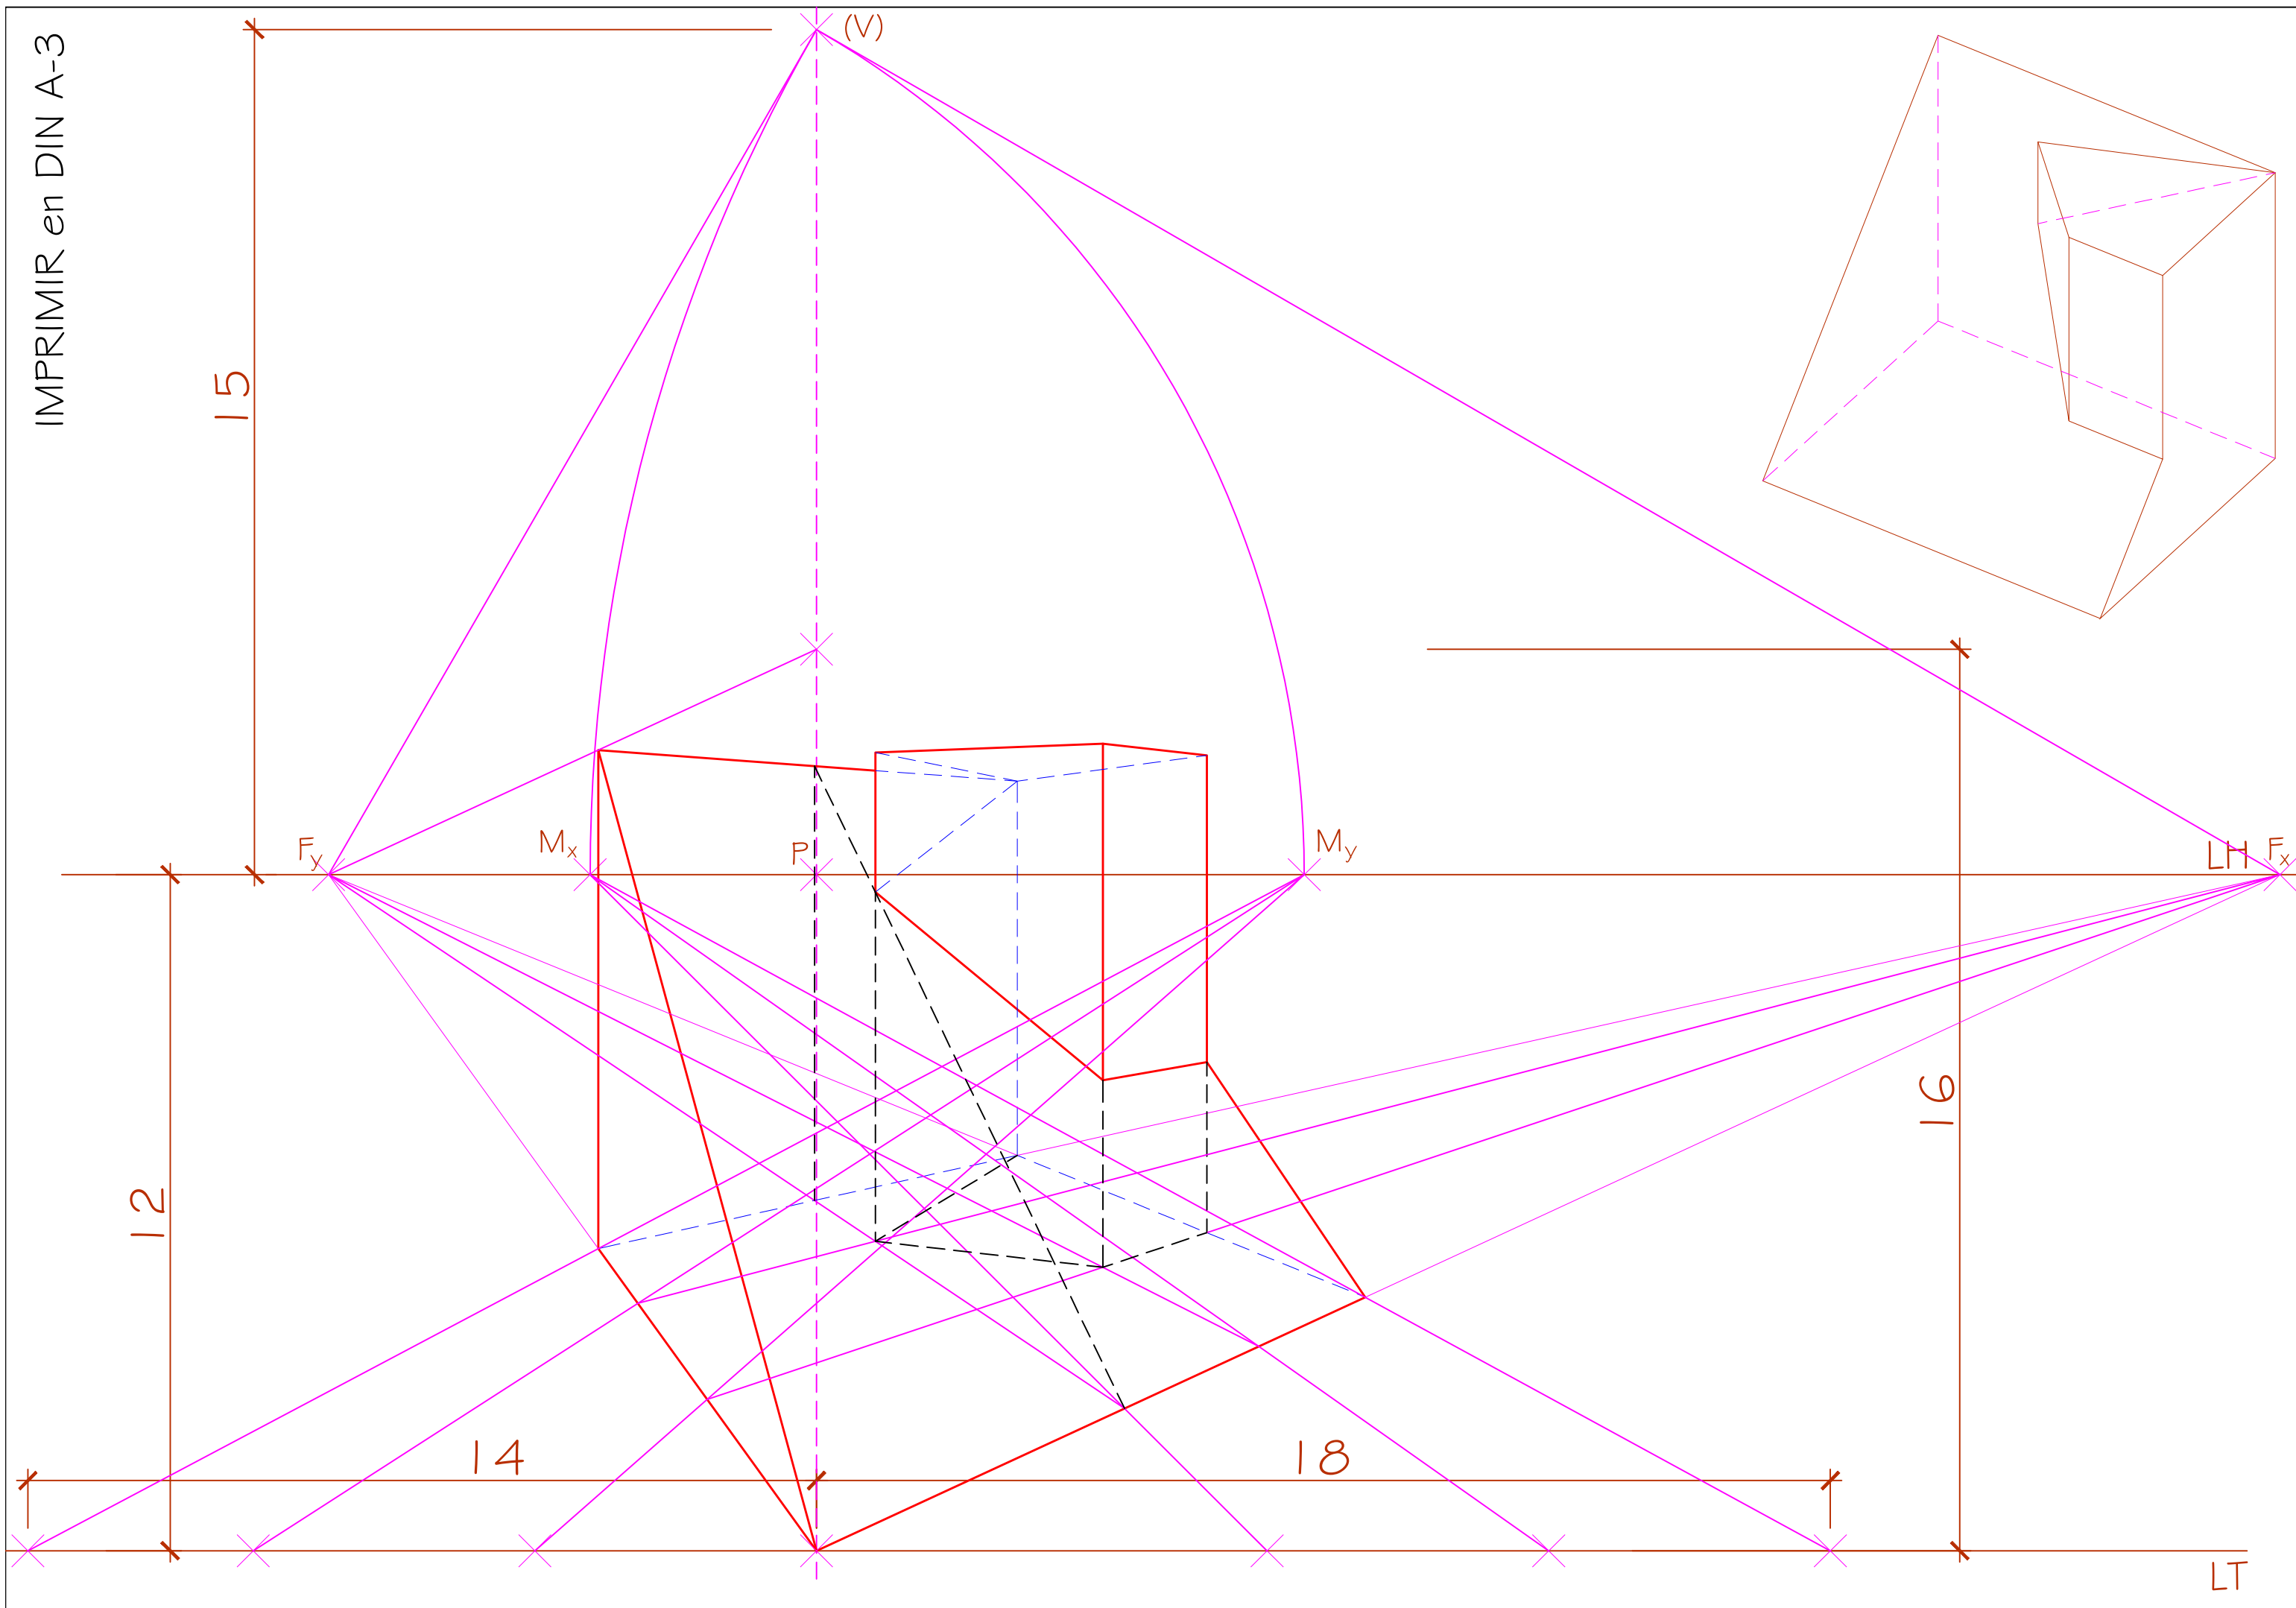 IMPRIMIR en DIN A-3
(V)
15
Fy
Mx
P
My
LH
Fx
12
16
14
18
LT